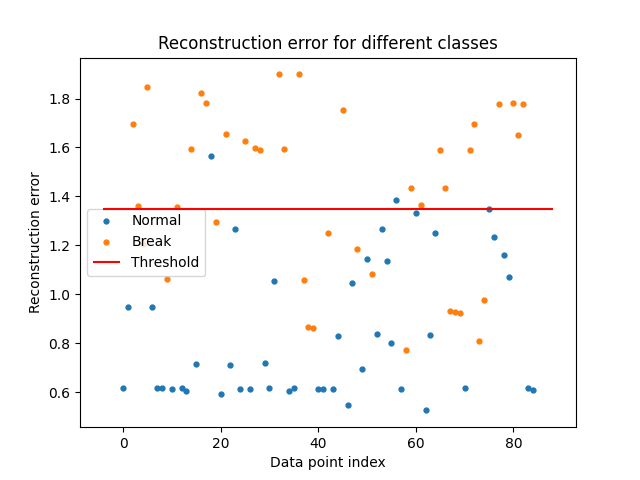 Reconstruction error for different classes
Reconstruction error
1.8
1.6
1.4
1.2
1.0
0.8
0.6
Normal
Break
Threshold
0
20
40
60
80
Data point index